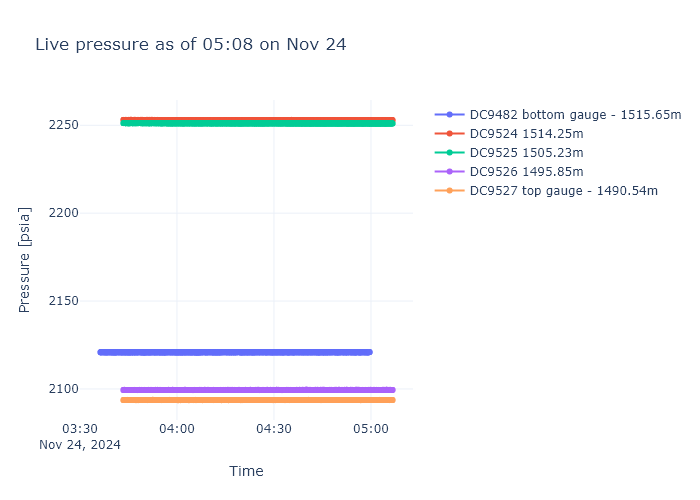 Live pressure as of 05:08 on Nov 24
DC9482 bottom gauge - 1515.65m
DC9524 1514.25m
DC9525 1505.23m
DC9526 1495.85m
DC9527 top gauge - 1490.54m
Pressure [psia]
2250
2200
2150
2100
03:30 04:00 04:30 05:00
Nov 24, 2024
Time